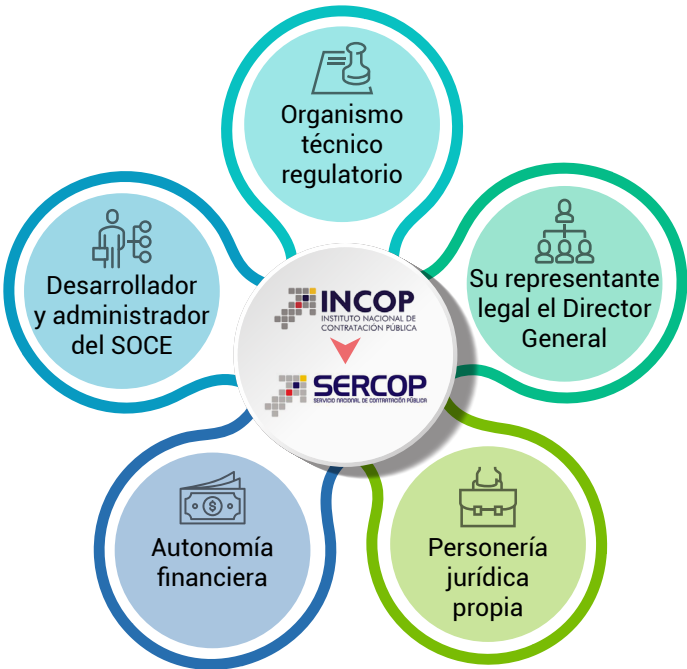 Organismo
técnico
regulatorio
Desarrollador
y administrador
del SOCE
Su representante
legal el Director
General
INCOP
INSTITUTO NACIONAL DE
CONTRATACIÓN PÚBLICA
SERCOP
SERVICIO NACIONAL DE CONTRATACIÓN PÚBLICA
Autonomía
financiera
Personería
jurídica
propia